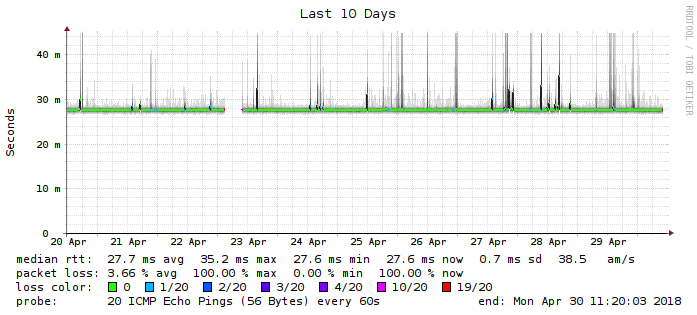 Last 10 Days
RRDTOOL / TOBI OETIKER
Seconds
40 m
30 m
20 m
10 m
0
20 Apr 21 Apr 22 Apr 23 Apr 24 Apr 25 Apr 26 Apr 27 Apr 28 Apr 29 Apr
median rtt: 27.7 ms avg 35.2 ms max 27.6 ms min 27.6 ms now 0.7 ms sd 38.5 am/s
packet loss: 3.66 % avg 100.00 % max 0.00 % min 100.00 % now
loss color: 0 1/20 2/20 3/20 4/20 10/20 19/20
probe: 20 ICMP Echo Pings (56 Bytes) every 60s end: Mon Apr 30 11:20:03 2018